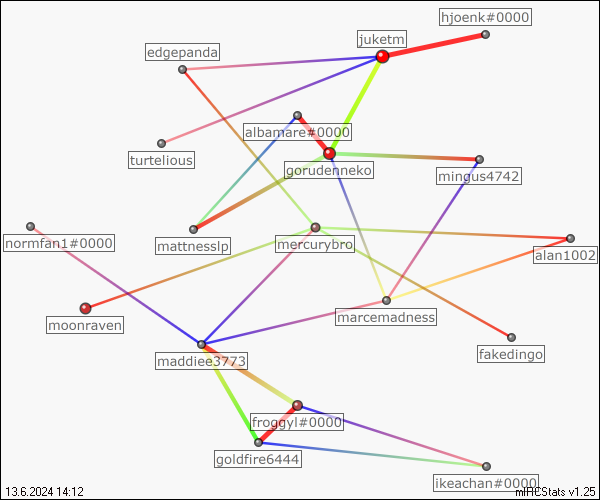 hjoenk#0000
juketm
edgepanda
albamare#0000
turtelious
gorudenneko
mingus4742
normfan1#0000
mattnesslp
mercurybro
alan1002
moonraven
marcemadness
maddiee3773
fakedingo
froggyl#0000
goldfire6444
ikeachan#0000
13.6.2024 14:12
mIRCStats v1.25